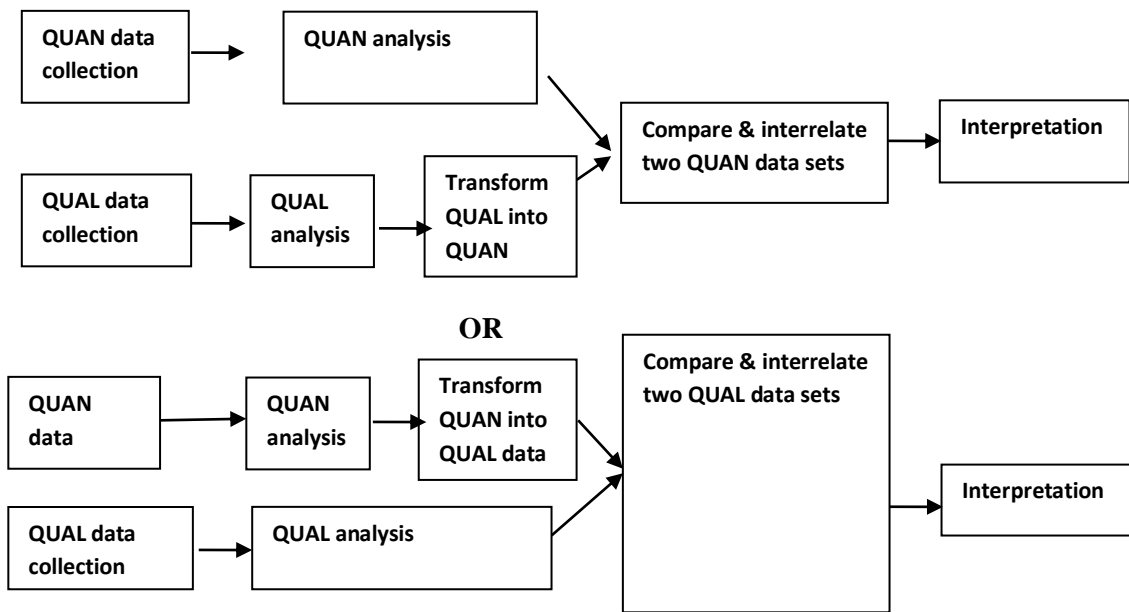 QUAN data
collection
QUAN analysis
Compare & interrelate
two QUAN data sets
Interpretation
QUAL data
collection
QUAL
analysis
Transform
QUAL into
QUAN
OR
QUAN
data
QUAN
analysis
Transform
QUAN into
QUAL data
Compare & interrelate
two QUAL data sets
Interpretation
QUAL data
collection
QUAL analysis